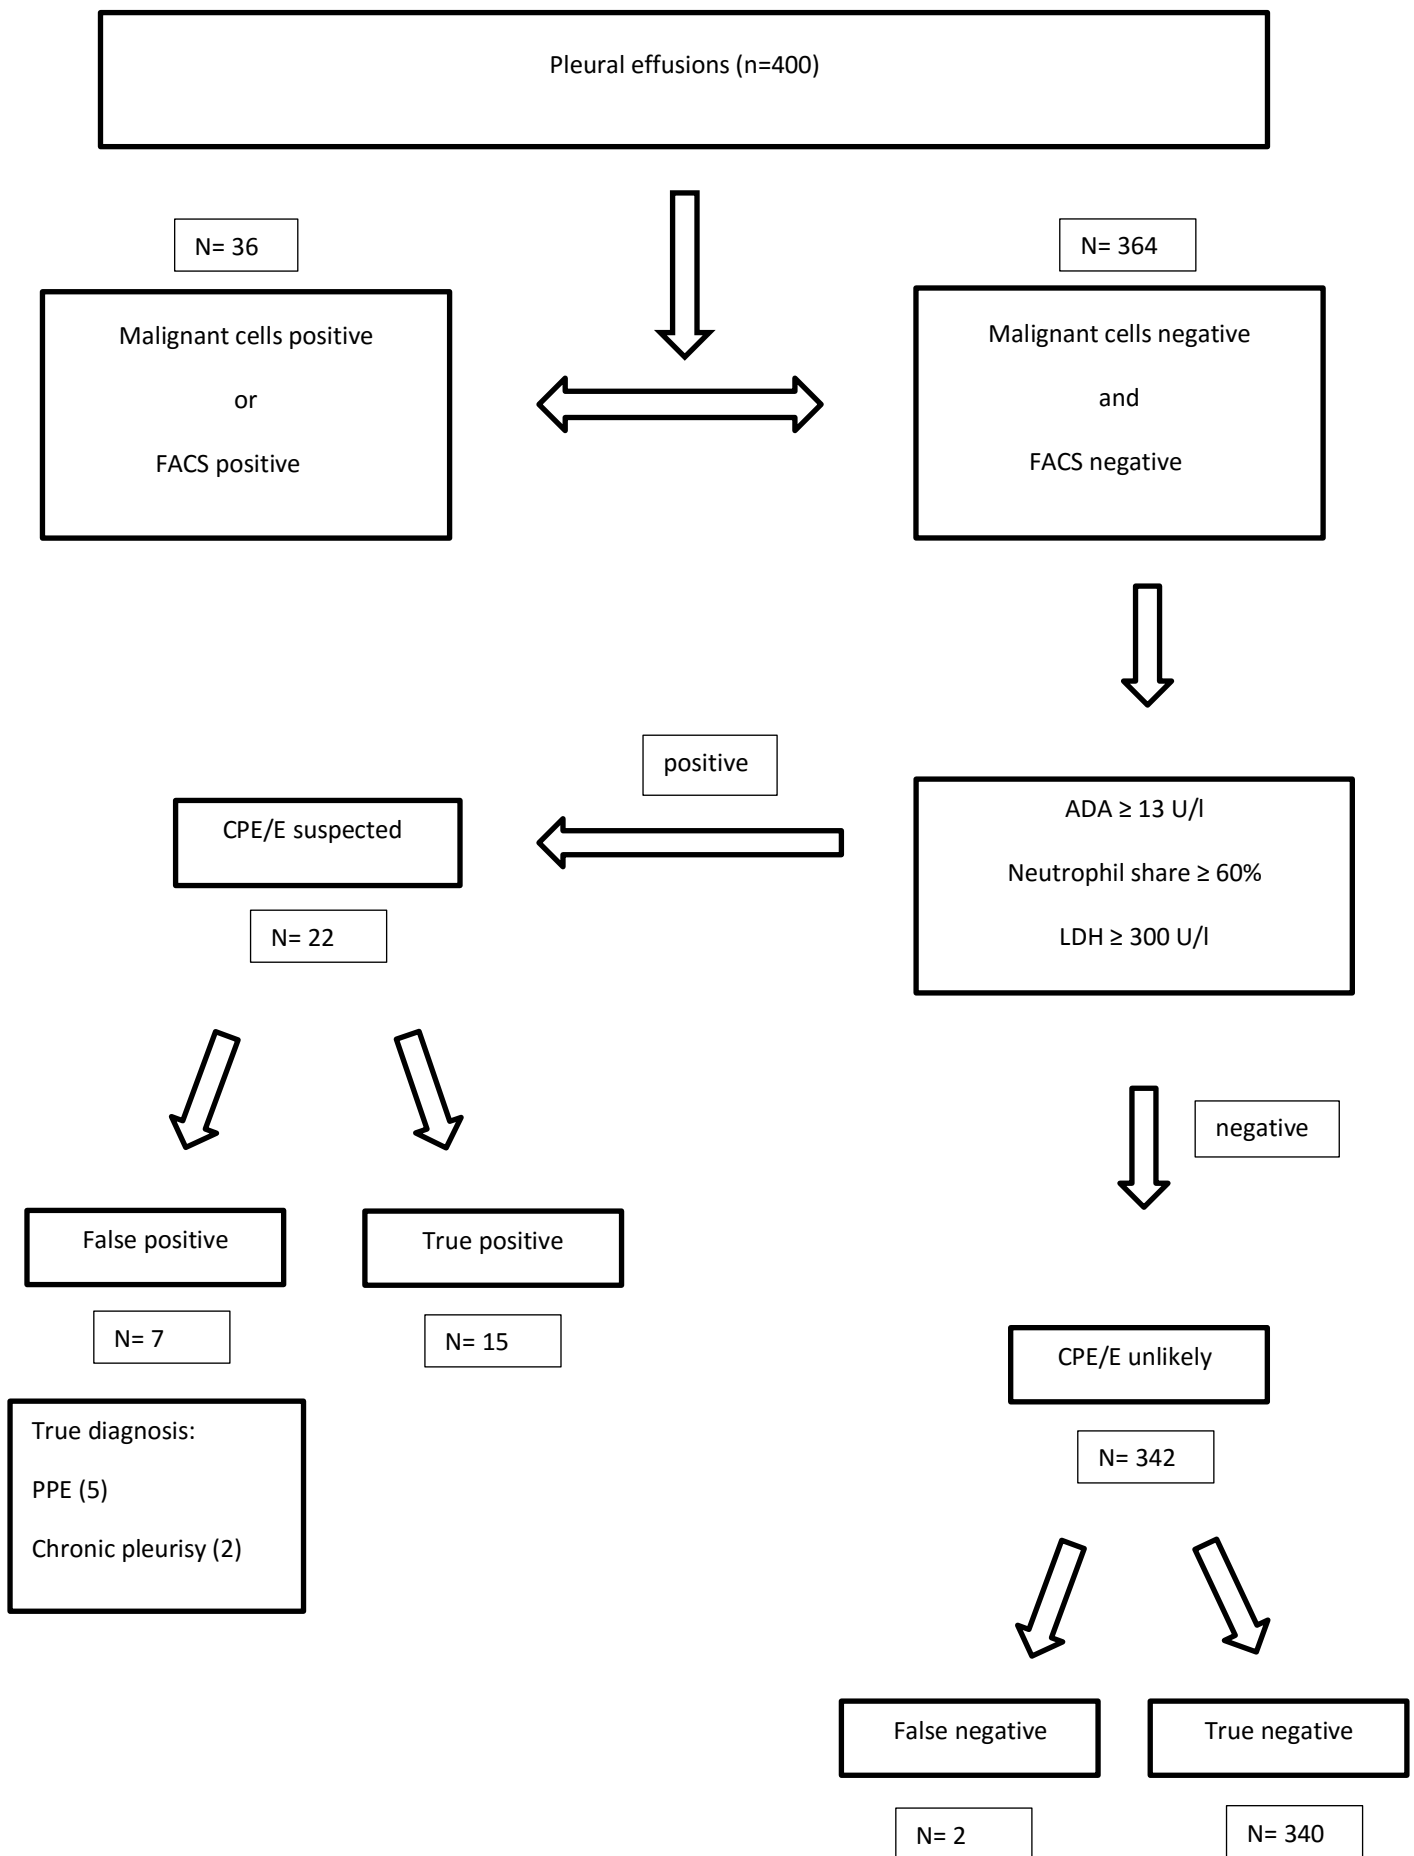 Pleural effusions (n=400)
N= 36
N= 364
Malignant cells positive
or
FACS positive
Malignant cells negative
and
FACS negative
positive
CPE/E suspected
N= 22
ADA ≥ 13 U/l
Neutrophil share ≥ 60%
LDH ≥ 300 U/l
negative
False positive
True positive
N= 7
N= 15
True diagnosis:
PPE (5)
Chronic pleurisy (2)
CPE/E unlikely
N= 342
False negative
True negative
N= 2
N= 340